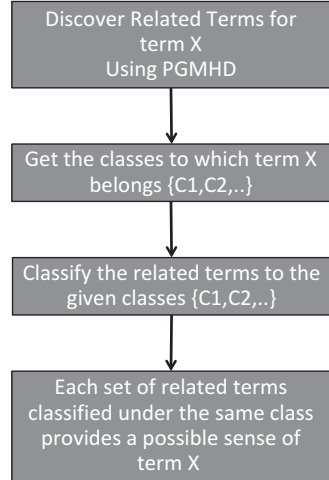 Discover Related Terms for
term X
Using PGMHD
Get the classes to which term X
belongs {C1,C2,..}
Classify the related terms to the
given classes {C1,C2,..}
Each set of related terms
classified under the same class
provides a possible sense of
term X